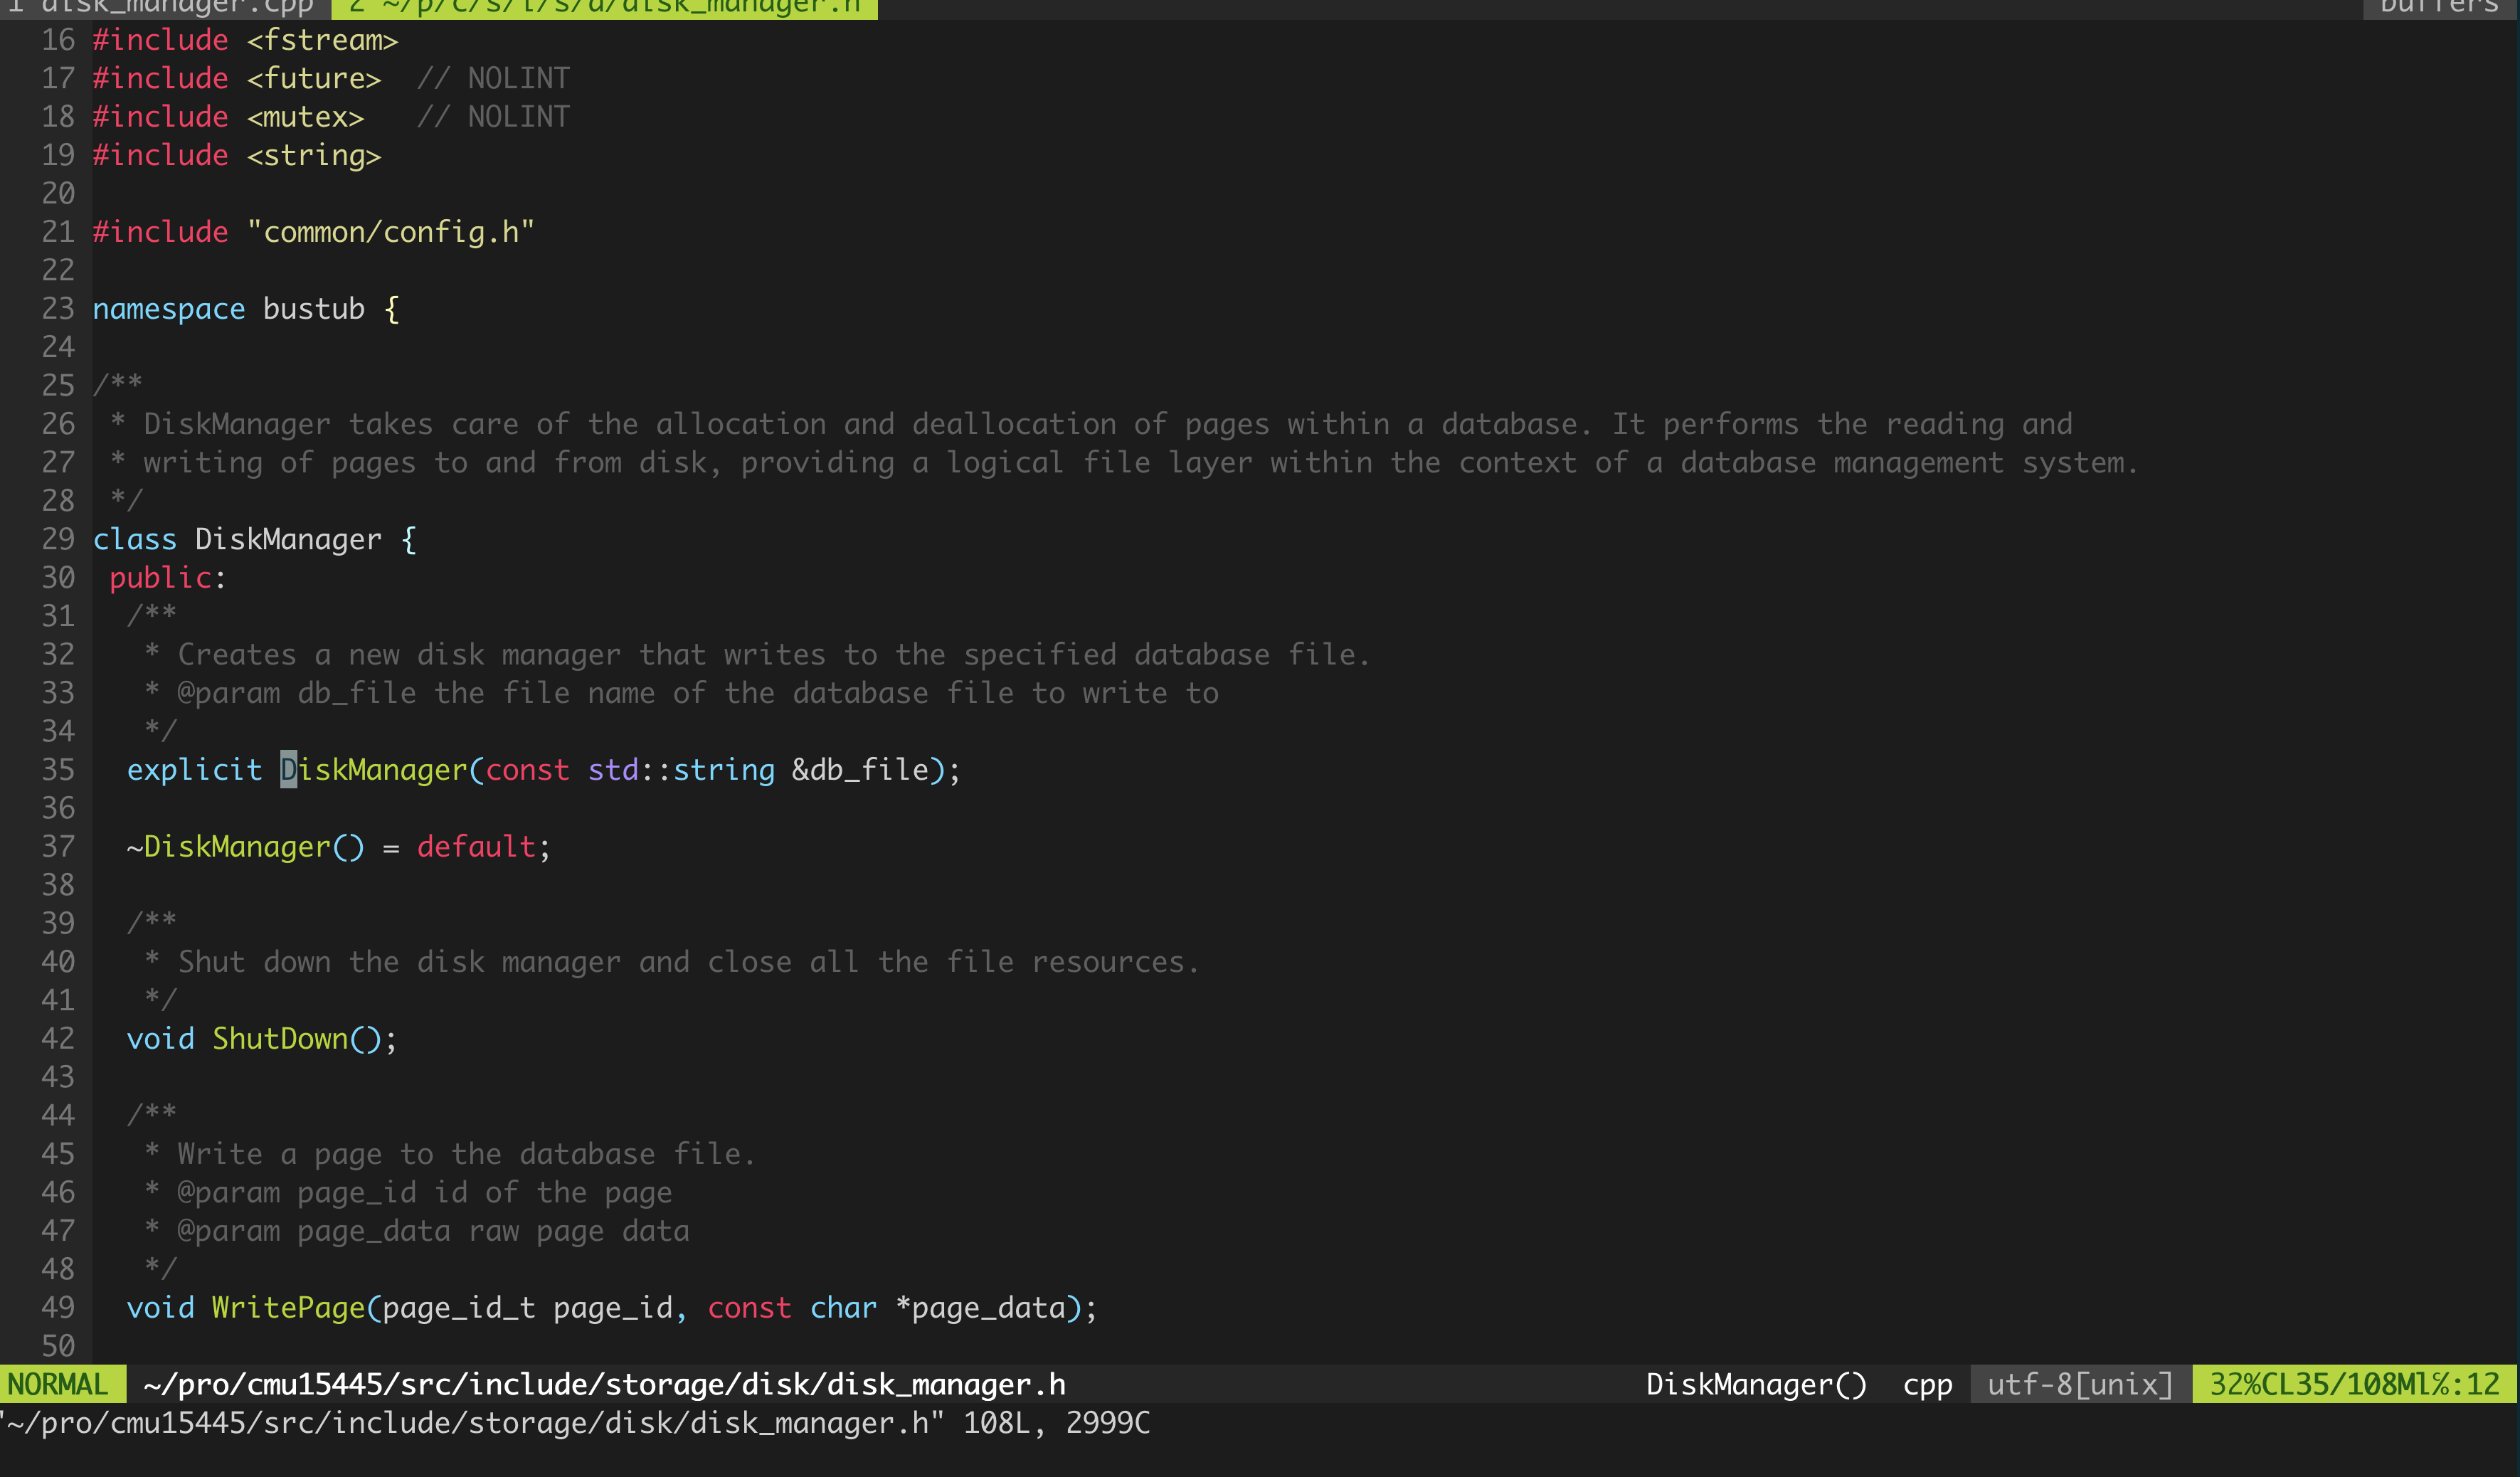 1 disk_manager.cpp 2 ~/p/c/s/i/s/d/disk_manager.h buffers
16 #include <fstream>
17 #include <future>  // NOLINT
18 #include <mutex>   // NOLINT
19 #include <string>
20
21 #include "common/config.h"
22
23 namespace bustub {
24
25 /**
26  * DiskManager takes care of the allocation and deallocation of pages within a database. It performs the reading and
27  * writing of pages to and from disk, providing a logical file layer within the context of a database management system.
28  */
29 class DiskManager {
30  public:
31   /**
32    * Creates a new disk manager that writes to the specified database file.
33    * @param db_file the file name of the database file to write to
34    */
35   explicit DiskManager(const std::string &db_file);
36
37   ~DiskManager() = default;
38
39   /**
40    * Shut down the disk manager and close all the file resources.
41    */
42   void ShutDown();
43
44   /**
45    * Write a page to the database file.
46    * @param page_id id of the page
47    * @param page_data raw page data
48    */
49   void WritePage(page_id_t page_id, const char *page_data);
50
NORMAL ~/pro/cmu15445/src/include/storage/disk/disk_manager.h DiskManager() cpp utf-8[unix] 32%CL35/108Ml℅:12
"~/pro/cmu15445/src/include/storage/disk/disk_manager.h" 108L, 2999C